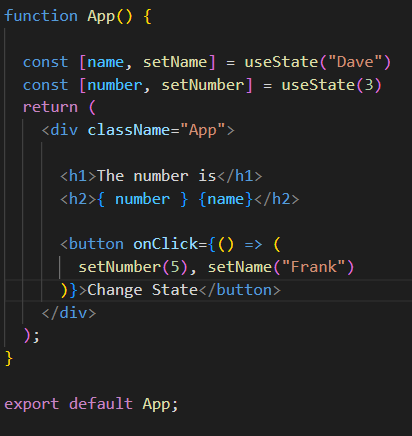 function App() {
const [name, setName] = useState("Dave")
const [number, setNumber] = useState(3)
return (
<div className="App">
<h1>The number is</h1>
<h2>{ number } {name}</h2>
<button onClick={() => (
setNumber(5), setName("Frank")
)}>Change State</button>
</div>
);
}
export default App;